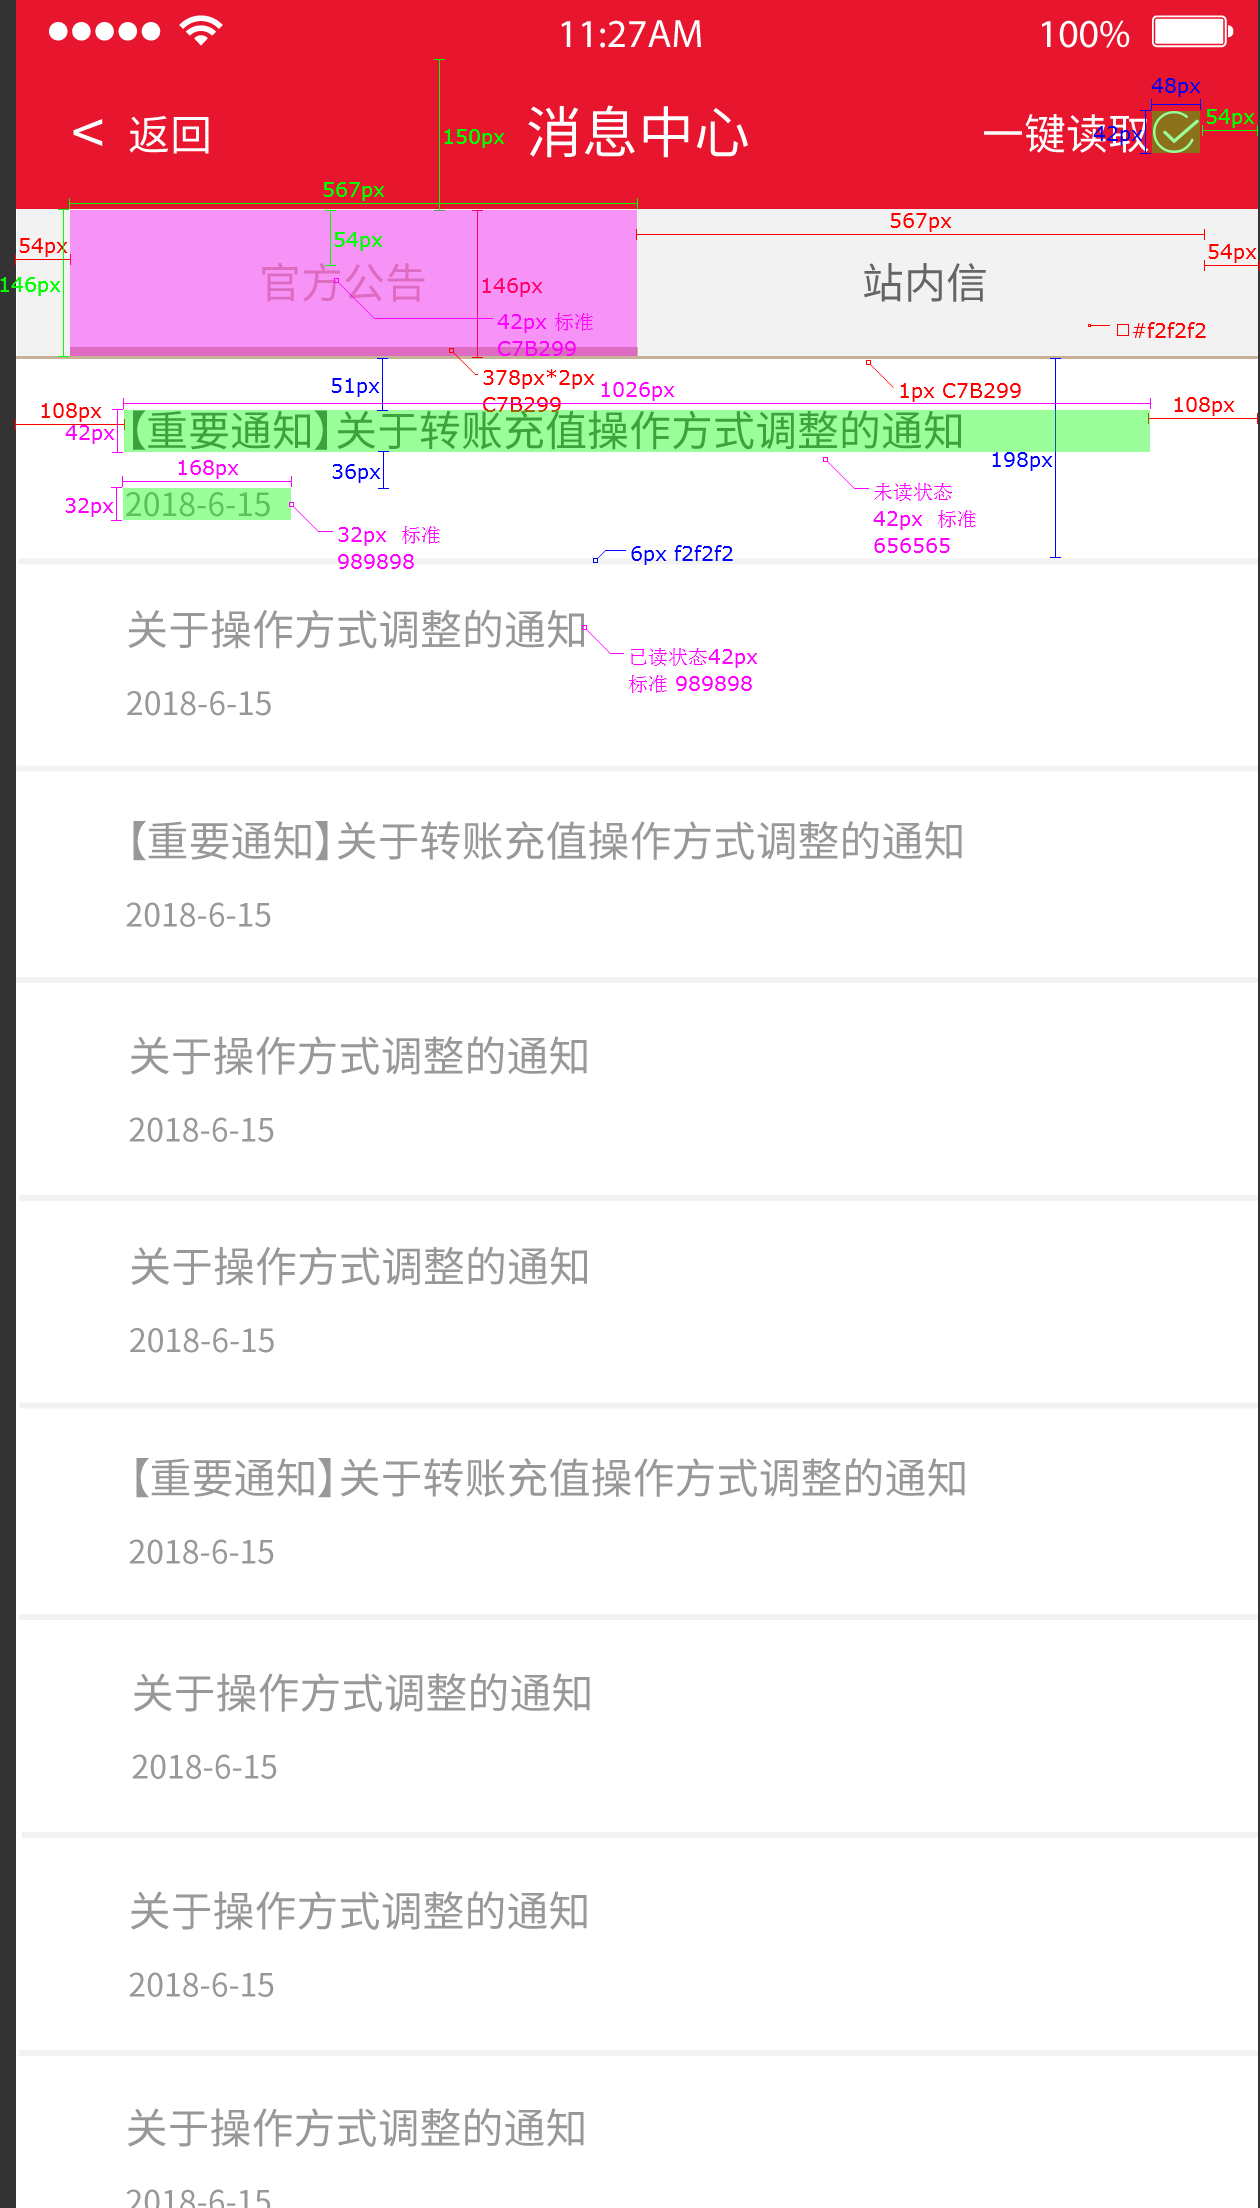 11:27AM
100%
48px
< 返回
150px
消息中心
一键读取
42px
54px
567px
567px
54px
54px
54px
146px
官方公告
146px
站内信
42px 标准
C7B299
#f2f2f2
51px
378px*2px
C7B299
1026px
1px C7B299
108px
108px
42px
【重要通知】关于转账充值操作方式调整的通知
168px
36px
198px
32px
2018-6-15
未读状态
42px 标准
656565
32px 标准
989898
6px f2f2f2
关于操作方式调整的通知
已读状态42px
标准 989898
2018-6-15
【重要通知】关于转账充值操作方式调整的通知
2018-6-15
关于操作方式调整的通知
2018-6-15
关于操作方式调整的通知
2018-6-15
【重要通知】关于转账充值操作方式调整的通知
2018-6-15
关于操作方式调整的通知
2018-6-15
关于操作方式调整的通知
2018-6-15
关于操作方式调整的通知
2018-6-15